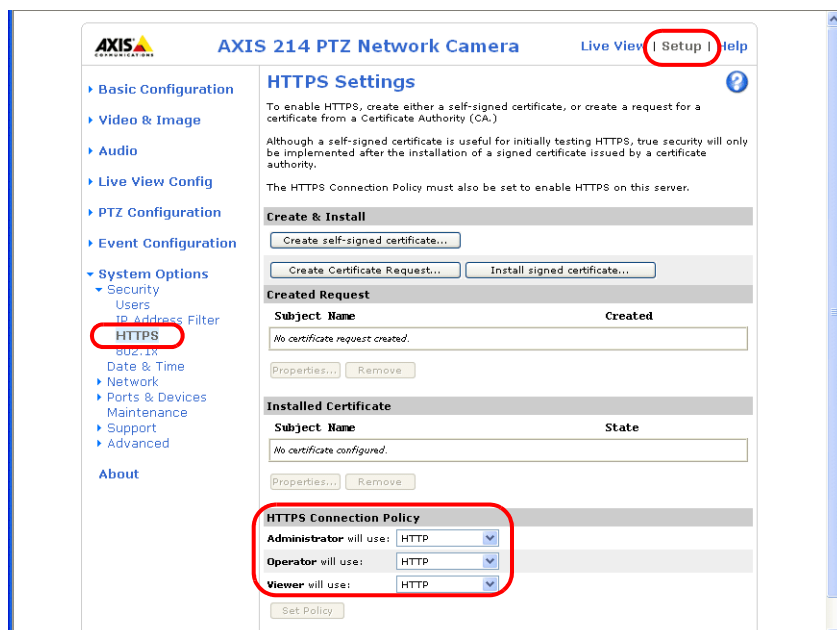 AXIS
COMMUNICATIONS
AXIS 214 PTZ Network Camera
Live View | Setup | Help
Basic Configuration
Video & Image
Audio
Live View Config
PTZ Configuration
Event Configuration
System Options
Security
Users
IP Address Filter
HTTPS
802.1X
Date & Time
Network
Ports & Devices
Maintenance
Support
Advanced
About
HTTPS Settings
?
To enable HTTPS, create either a self-signed certificate, or create a request for a
certificate from a Certificate Authority (CA.)
Although a self-signed certificate is useful for initially testing HTTPS, true security will only
be implemented after the installation of a signed certificate issued by a certificate
authority.
The HTTPS Connection Policy must also be set to enable HTTPS on this server.
Create & Install
Create self-signed certificate...
Create Certificate Request... Install signed certificate...
Created Request
Subject Name Created
No certificate request created.
Properties... Remove
Installed Certificate
Subject Name State
No certificate configured.
Properties... Remove
HTTPS Connection Policy
Administrator will use: HTTP
Operator will use: HTTP
Viewer will use: HTTP
Set Policy